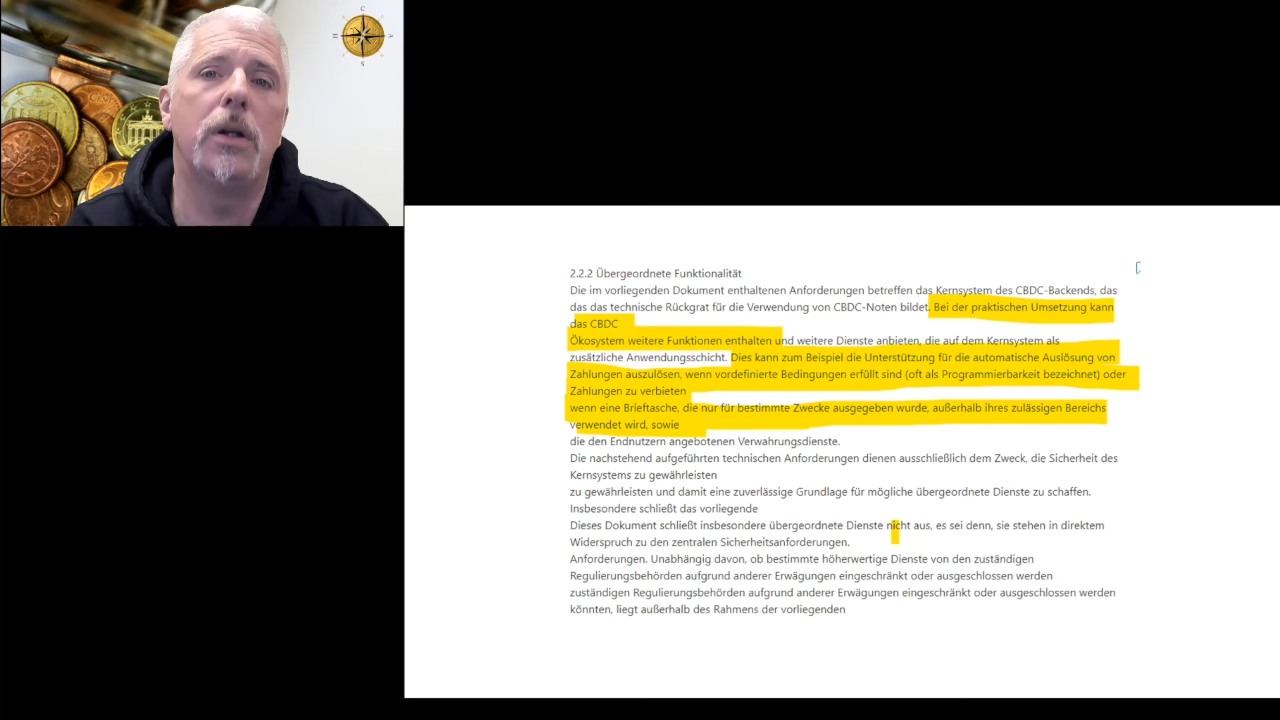 C
H A
S
2.2.2 Übergeordnete Funktionalität
Die im vorliegenden Dokument enthaltenen Anforderungen betreffen das Kernsystem des CBDC-Backends, das
das das technische Rückgrat für die Verwendung von CBDC-Noten bildet. Bei der praktischen Umsetzung kann
das CBDC
Ökosystem weitere Funktionen enthalten und weitere Dienste anbieten, die auf dem Kernsystem als
zusätzliche Anwendungsschicht. Dies kann zum Beispiel die Unterstützung für die automatische Auslösung von
Zahlungen auszulösen, wenn vordefinierte Bedingungen erfüllt sind (oft als Programmierbarkeit bezeichnet) oder
Zahlungen zu verbieten
wenn eine Brieftasche, die nur für bestimmte Zwecke ausgegeben wurde, außerhalb ihres zulässigen Bereichs
verwendet wird, sowie
die den Endnutzern angebotenen Verwahrungsdienste.
Die nachstehend aufgeführten technischen Anforderungen dienen ausschließlich dem Zweck, die Sicherheit des
Kernsystems zu gewährleisten
zu gewährleisten und damit eine zuverlässige Grundlage für mögliche übergeordnete Dienste zu schaffen.
Insbesondere schließt das vorliegende
Dieses Dokument schließt insbesondere übergeordnete Dienste nicht aus, es sei denn, sie stehen in direktem
Widerspruch zu den zentralen Sicherheitsanforderungen.
Anforderungen. Unabhängig davon, ob bestimmte höherwertige Dienste von den zuständigen
Regulierungsbehörden aufgrund anderer Erwägungen eingeschränkt oder ausgeschlossen werden
zuständigen Regulierungsbehörden aufgrund anderer Erwägungen eingeschränkt oder ausgeschlossen werden
könnten, liegt außerhalb des Rahmens der vorliegenden